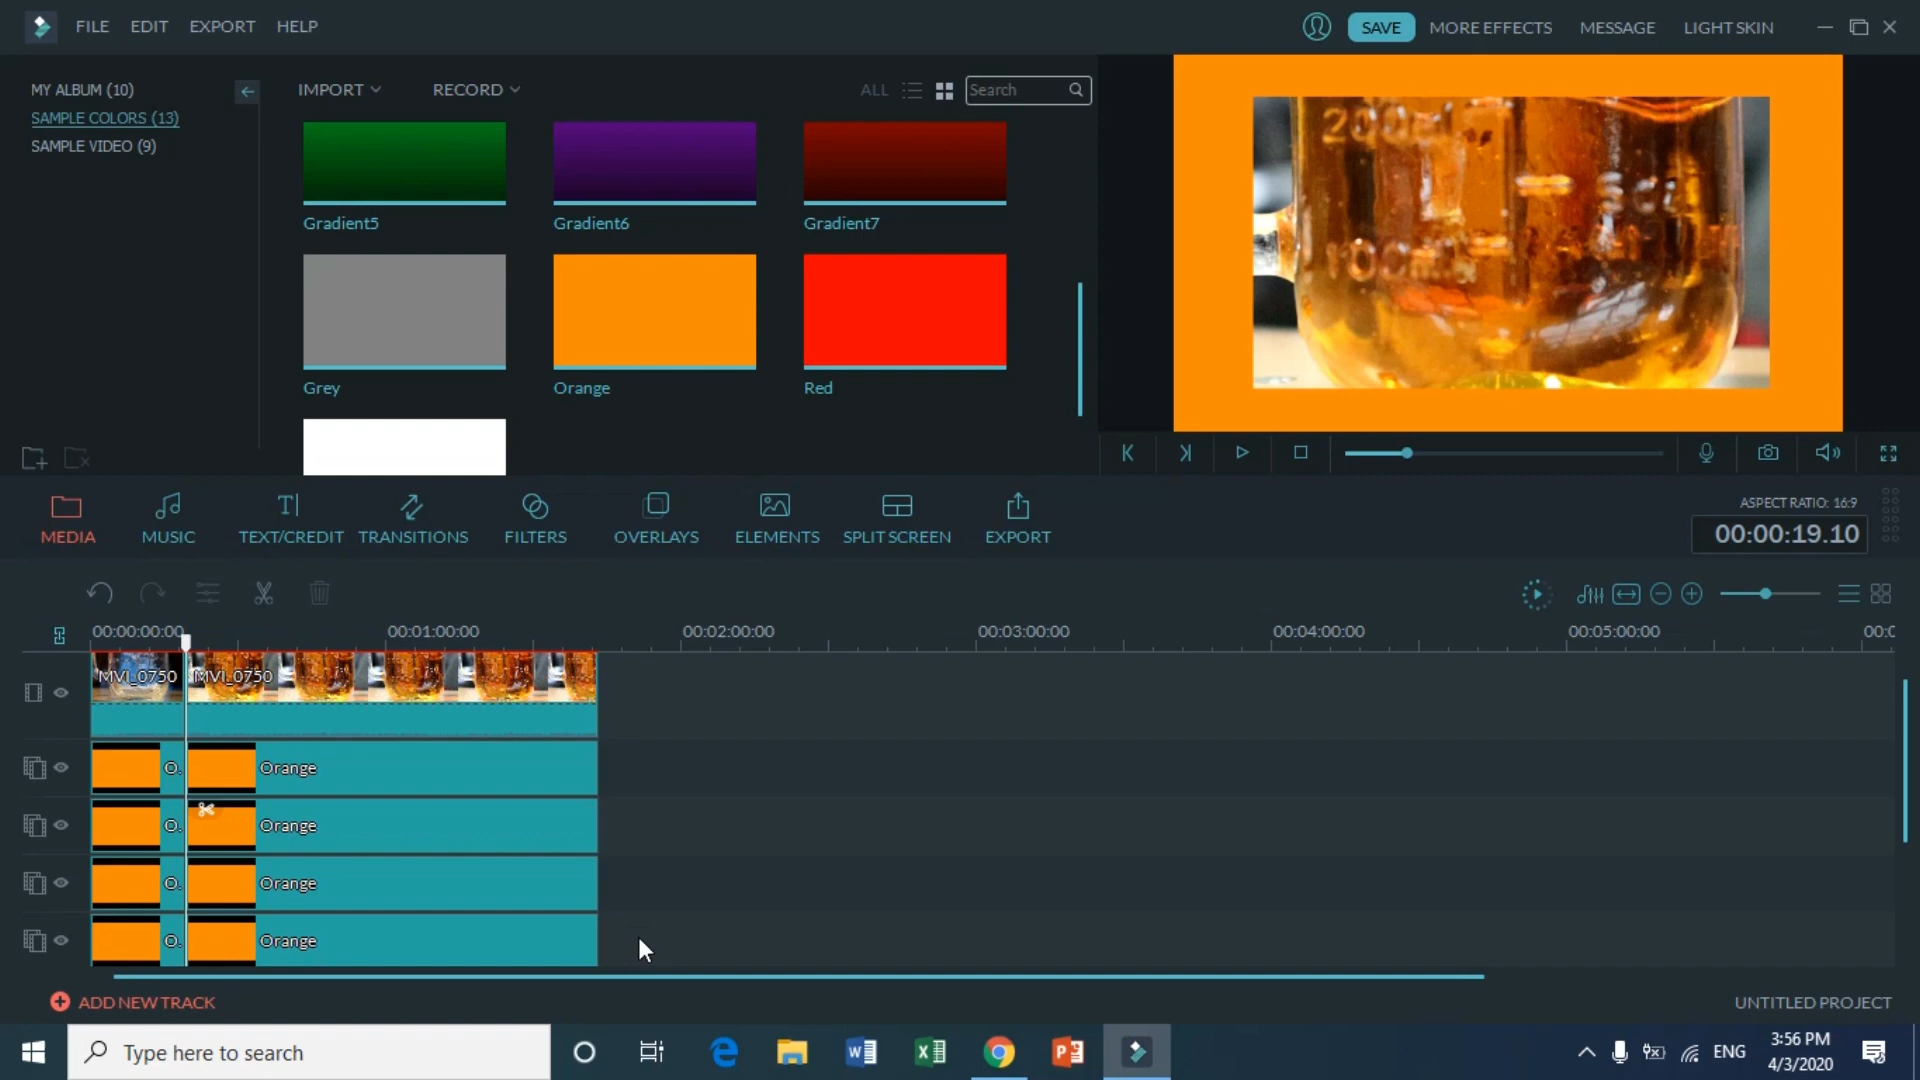 FILE EDIT EXPORT HELP
SAVE MORE EFFECTS MESSAGE LIGHT SKIN
MY ALBUM (10)
SAMPLE COLORS (13)
SAMPLE VIDEO (9)
IMPORT RECORD ALL Search
Gradient5 Gradient6 Gradient7
Grey Orange Red
MEDIA MUSIC TEXT/CREDIT TRANSITIONS FILTERS OVERLAYS ELEMENTS SPLIT SCREEN EXPORT
ASPECT RATIO: 16:9
00:00:19.10
00:00:00:00 00:01:00:00 00:02:00:00 00:03:00:00 00:04:00:00 00:05:00:00
MVI_0750 MVI_0750
O. Orange
O. Orange
O. Orange
O. Orange
ADD NEW TRACK UNTITLED PROJECT
Type here to search
ENG
3:56 PM
4/3/2020